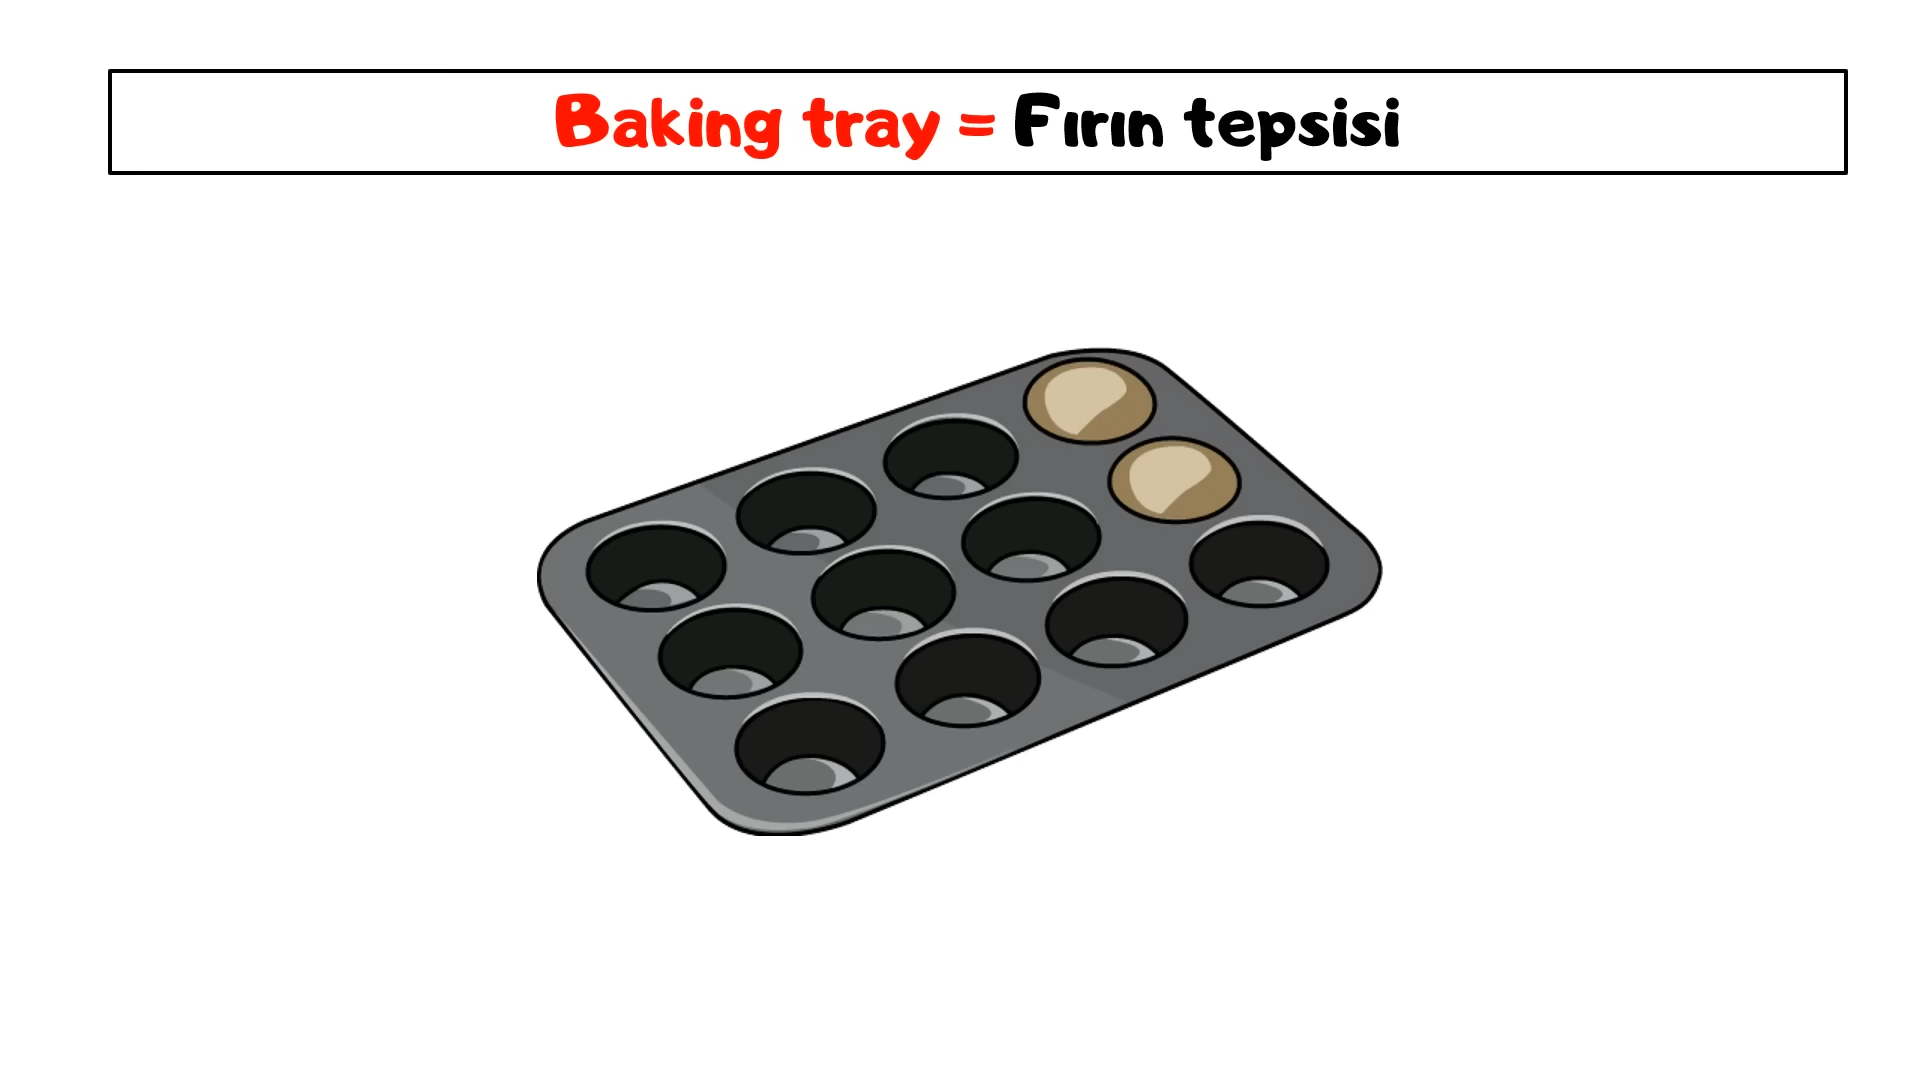 Baking tray = Fırın tepsisi